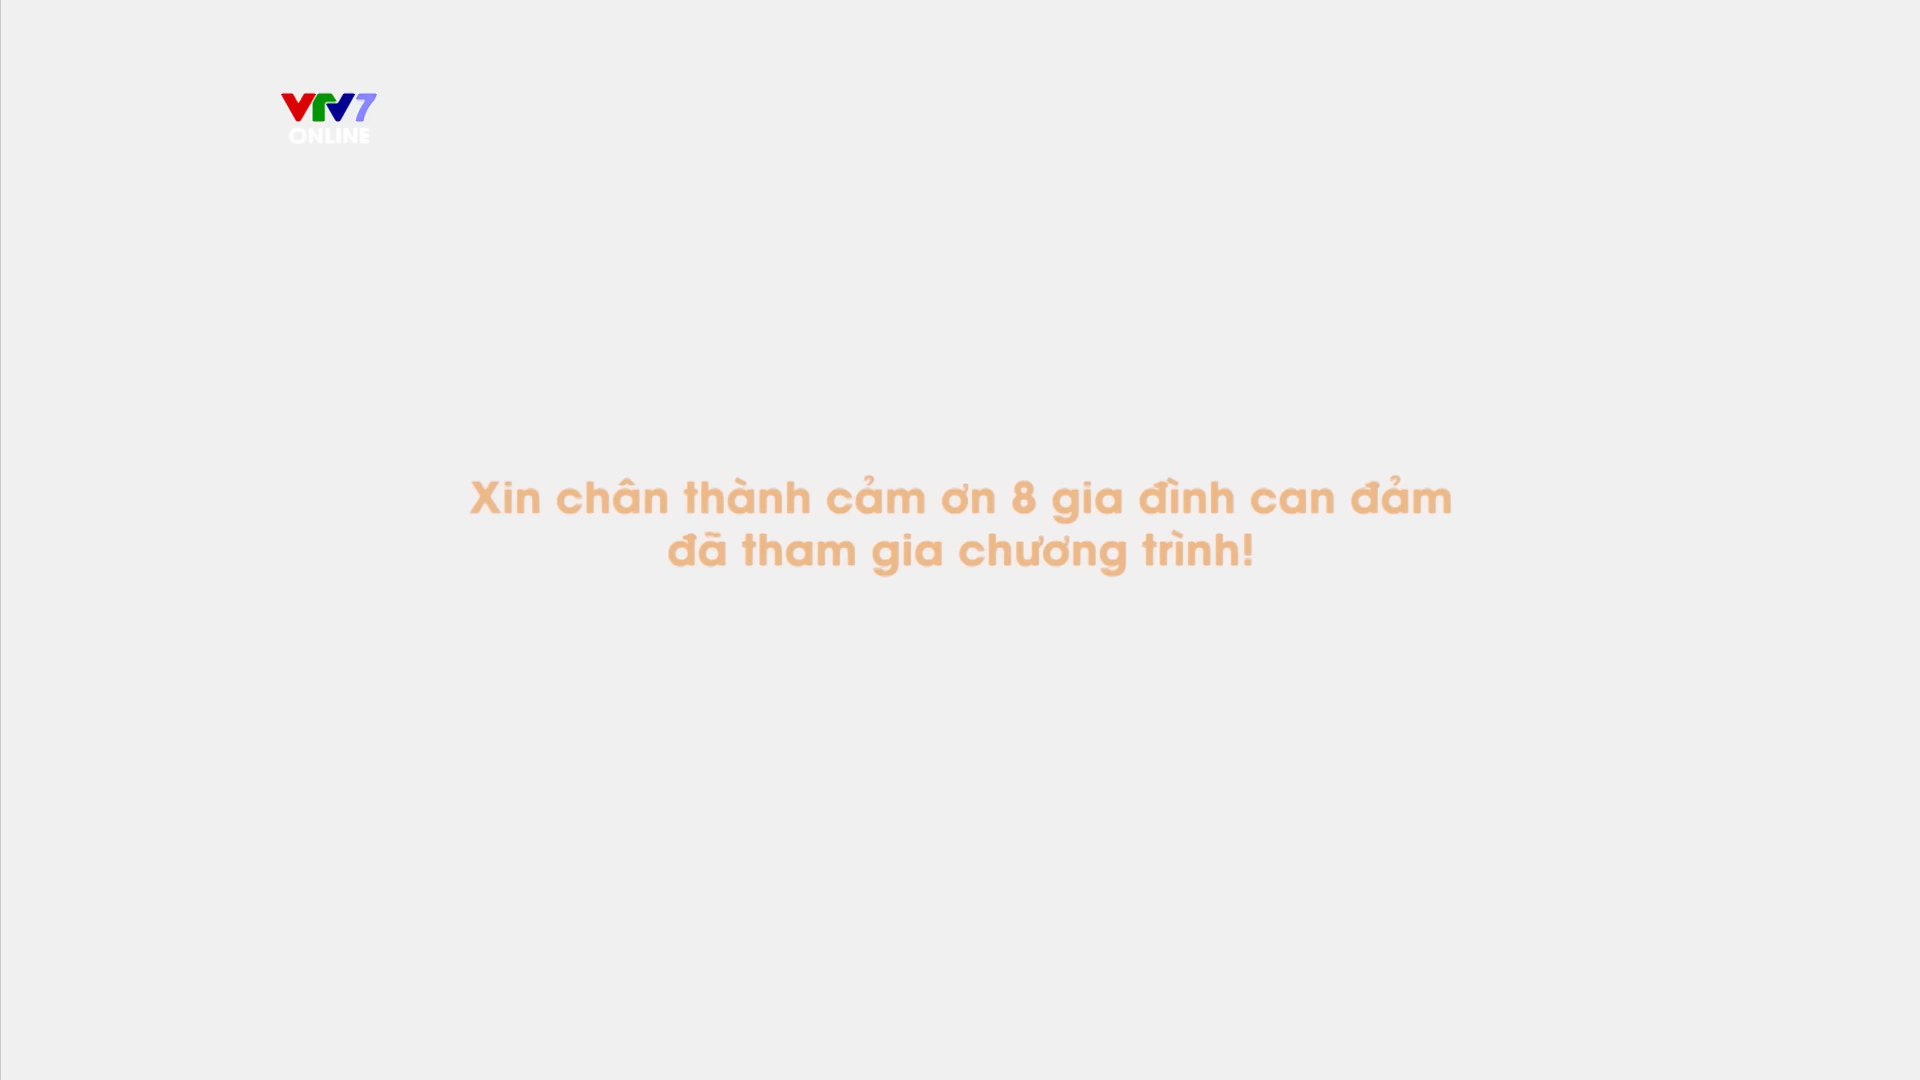 VTV7
ONLINE
Xin chân thành cảm ơn 8 gia đình can đảm
đã tham gia chương trình!